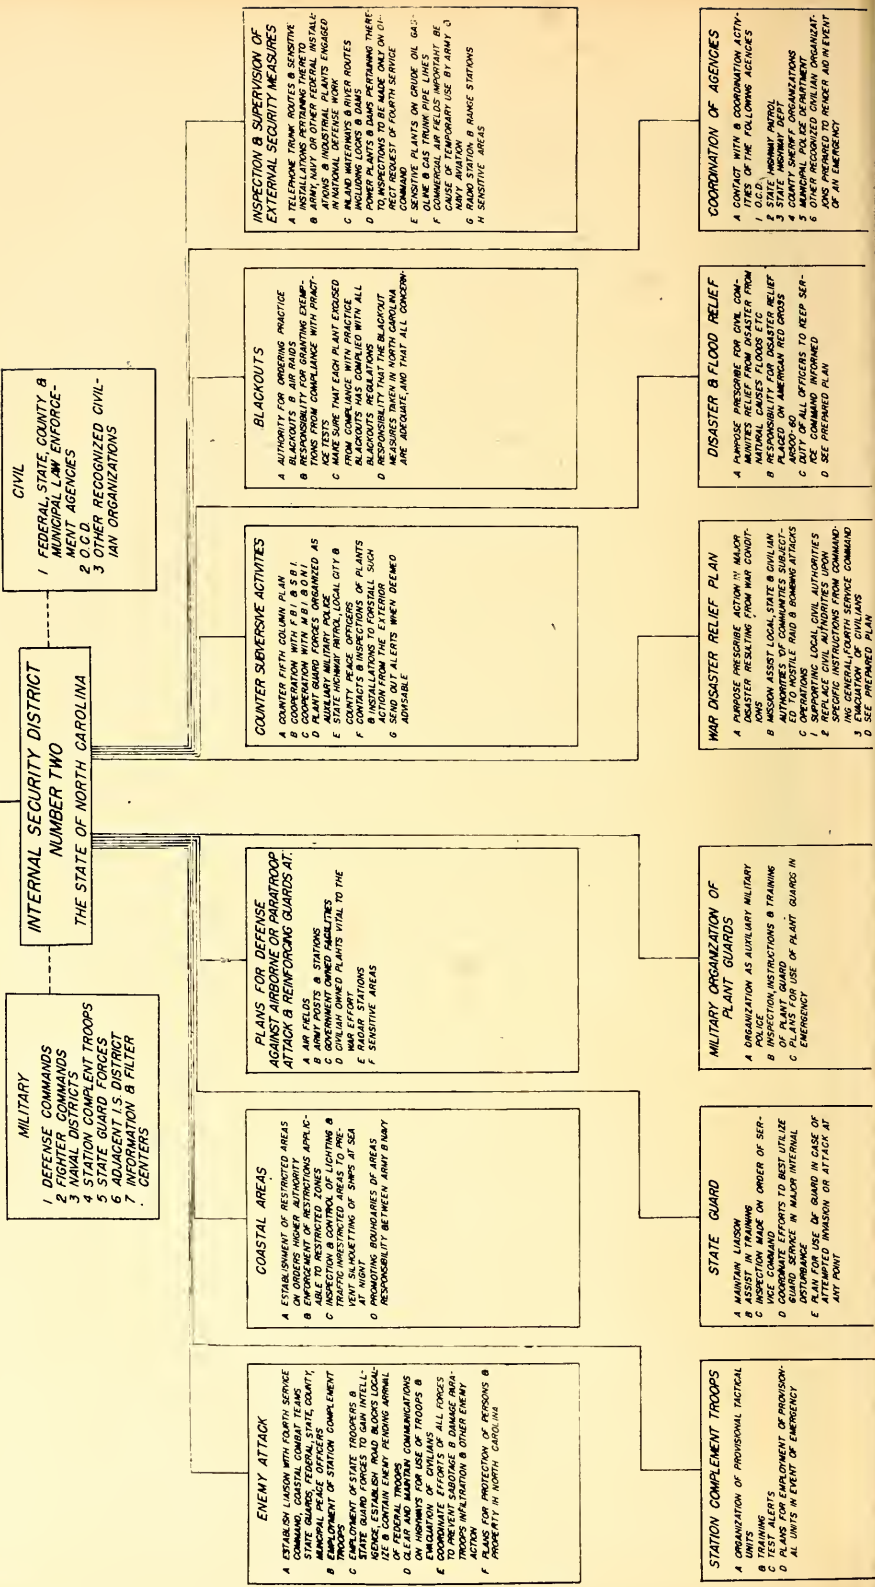 MILITARY
1 DEFENSE COMMANDS
2 FIGHTER COMMANDS
3 NAVAL DISTRICTS
4 STATION COMPLENT TROOPS
5 STATE GUARD FORCES
6 ADJACENT I.S. DISTRICT
7 INFORMATION & FILTER
CENTERS
INTERNAL SECURITY DISTRICT
NUMBER TWO
THE STATE OF NORTH CAROLINA
CIVIL
1 FEDERAL, STATE, COUNTY &
MUNICIPAL LAW ENFORCE-
MENT AGENCIES
2 O.C.D.
3 OTHER RECOGNIZED CIVIL-
IAN ORGANIZATIONS
ENEMY ATTACK
A ESTABLISH LIAISON WITH FOURTH SERVICE
COMMAND, COASTAL COMBAT TEAMS
STATE GUARDS, FEDERAL, STATE, COUNTY,
MUNICIPAL PEACE OFFICERS
B EMPLOYMENT OF STATION COMPLEMENT
TROOPS
C EMPLOYMENT OF STATE TROOPERS &
STATE GUARD FORCES TO GAIN INTELL-
IGENCE, ESTABLISH ROAD BLOCKS LOCAL-
IZE & CONTAIN ENEMY PENDING ARRIVAL
OF FEDERAL TROOPS
D CLEAR AND MAINTAIN COMMUNICATIONS
ON HIGHWAYS FOR USE OF TROOPS &
EVACUATION OF CIVILIANS
E COORDINATE EFFORTS OF ALL FORCES
TO PREVENT SABOTAGE & DAMAGE PARA-
TROOPS INFILTRATION & OTHER ENEMY
ACTION
F PLANS FOR PROTECTION OF PERSONS &
PROPERTY IN NORTH CAROLINA
COASTAL AREAS
A ESTABLISHMENT OF RESTRICTED AREAS
ON ORDERS HIGHER AUTHORITY
B ENFORCEMENT OF RESTRICTIONS APPLIC-
ABLE TO RESTRICTED ZONES
C INSPECTION & CONTROL OF LIGHTING &
TRAFFIC INRESTRICTED AREAS TO PRE-
VENT SILHOUETTING OF SHIPS AT SEA
AT NIGHT
D PROMOTING BOUNDARIES OF AREAS
RESPONSIBILITY BETWEEN ARMY & NAVY
PLANS FOR DEFENSE
AGAINST AIRBORNE OR PARATROOP
ATTACK & REINFORCING GUARDS AT:
A AIR FIELDS
B ARMY POSTS & STATIONS
C GOVERNMENT OWNED FACILITIES
D CIVILIAN OWNED PLANTS VITAL TO THE
WAR EFFORT
E RADAR STATIONS
F SENSITIVE AREAS
COUNTER SUBVERSIVE ACTIVITIES
A COUNTER FIFTH COLUMN PLAN
B COOPERATION WITH F B I & S B I.
C COOPERATION WITH M B I & O N I
D PLANT GUARD FORCES ORGANIZED AS
AUXILIARY MILITARY POLICE
E STATE HIGHWAY PATROL, LOCAL CITY &
COUNTY PEACE OFFICERS
F CONTACTS & INSPECTIONS OF PLANTS
& INSTALLATIONS TO FORSTALL SUCH
ACTION FROM THE EXTERIOR
G SEND OUT ALERTS WHEN DEEMED
ADVISABLE
BLACKOUTS
A AUTHORITY FOR ORDERING PRACTICE
BLACKOUTS & AIR RAIDS
B RESPONSIBILITY FOR GRANTING EXEMP-
TIONS FROM COMPLIANCE WITH PRACT-
ICE TESTS
C MAKE SURE THAT EACH PLANT EXCUSED
FROM COMPLIANCE WITH PRACTICE
BLACKOUTS HAS COMPLIED WITH ALL
BLACKOUTS REGULATIONS
D RESPONSIBILITY THAT THE BLACKOUT
MEASURES TAKEN IN NORTH CAROLINA
ARE ADEQUATE, AND THAT ALL CONCERN-
INSPECTION & SUPERVISION OF
EXTERNAL SECURITY MEASURES
A TELEPHONE TRUNK ROUTES & SENSITIVE
INSTALLATIONS PERTAINING THERETO
B ARMY, NAVY OR OTHER FEDERAL INSTALL-
ATIONS & INDUSTRIAL PLANTS ENGAGED
IN NATIONAL DEFENSE WORK
C INLAND WATERWAYS & RIVER ROUTES
INCLUDING LOCKS & DAMS
D POWER PLANTS & DAMS PERTAINING THERE-
TO, INSPECTIONS TO BE MADE ONLY ON DI-
RECT REQUEST OF FOURTH SERVICE
COMMAND
E SENSITIVE PLANTS ON CRUDE OIL GAS-
OLINE & GAS TRUNK PIPE LINES
F COMMERCIAL AIR FIELDS IMPORTANT BE
CAUSE OF TEMPORARY USE BY ARMY &
NAVY AVIATION
G RADIO STATION & RANGE STATIONS
H SENSITIVE AREAS
STATION COMPLEMENT TROOPS
A ORGANIZATION OF PROVISIONAL TACTICAL
UNITS
B TRAINING
C TEST ALERTS
D PLANS FOR EMPLOYMENT OF PROVISION-
AL UNITS IN EVENT OF EMERGENCY
STATE GUARD
A MAINTAIN LIAISON
B ASSIST IN TRAINING
C INSPECTION MADE ON ORDER OF SER-
VICE COMMAND
D COORDINATE EFFORTS TO BEST UTILIZE
GUARD SERVICE IN MAJOR INTERNAL
DISTURBANCE
E PLAN FOR USE OF GUARD IN CASE OF
ATTEMPTED INVASION OR ATTACK AT
ANY POINT
MILITARY ORGANIZATION OF
PLANT GUARDS
A ORGANIZATION AS AUXILIARY MILITARY
POLICE
B INSPECTION, INSTRUCTIONS & TRAINING
OF PLANT GUARD
C PLANS FOR USE OF PLANT GUARDS IN
EMERGENCY
WAR DISASTER RELIEF PLAN
A PURPOSE PRESCRIBE ACTION IN MAJOR
DISASTER RESULTING FROM WAR CONDIT-
IONS
B MISSION ASSIST LOCAL, STATE & CIVILIAN
AUTHORITIES OF COMMUNITIES SUBJECT-
ED TO HOSTILE RAID & BOMBING ATTACKS
C OPERATIONS
1 SUPPORTING LOCAL CIVIL AUTHORITIES
2 REPLACE CIVIL AUTHORITIES UPON
SPECIFIC INSTRUCTIONS FROM COMMAND-
ING GENERAL, FOURTH SERVICE COMMAND
3 EVACUATION OF CIVILIANS
D SEE PREPARED PLAN
DISASTER & FLOOD RELIEF
A PURPOSE PRESCRIBE FOR CIVIL COM-
MUNITIES RELIEF FROM DISASTER FROM
NATURAL CAUSES FLOODS ETC
B RESPONSIBILITY FOR DISASTER RELIEF
PLACED ON AMERICAN RED CROSS
AR500-60
C DUTY OF ALL OFFICERS TO KEEP SER-
ICE COMMAND INFORMED
D SEE PREPARED PLAN
COORDINATION OF AGENCIES
A CONTACT WITH & COORDINATION ACTIV-
ITIES OF THE FOLLOWING AGENCIES
1 O.C.D.
2 STATE HIGHWAY PATROL
3 STATE HIGHWAY DEPT
4 COUNTY SHERIFF ORGANIZATIONS
5 MUNICIPAL POLICE DEPARTMENT
6 OTHER RECOGNIZED CIVILIAN ORGANIZAT-
IONS PREPARED TO RENDER AID IN EVENT
OF AN EMERGENCY